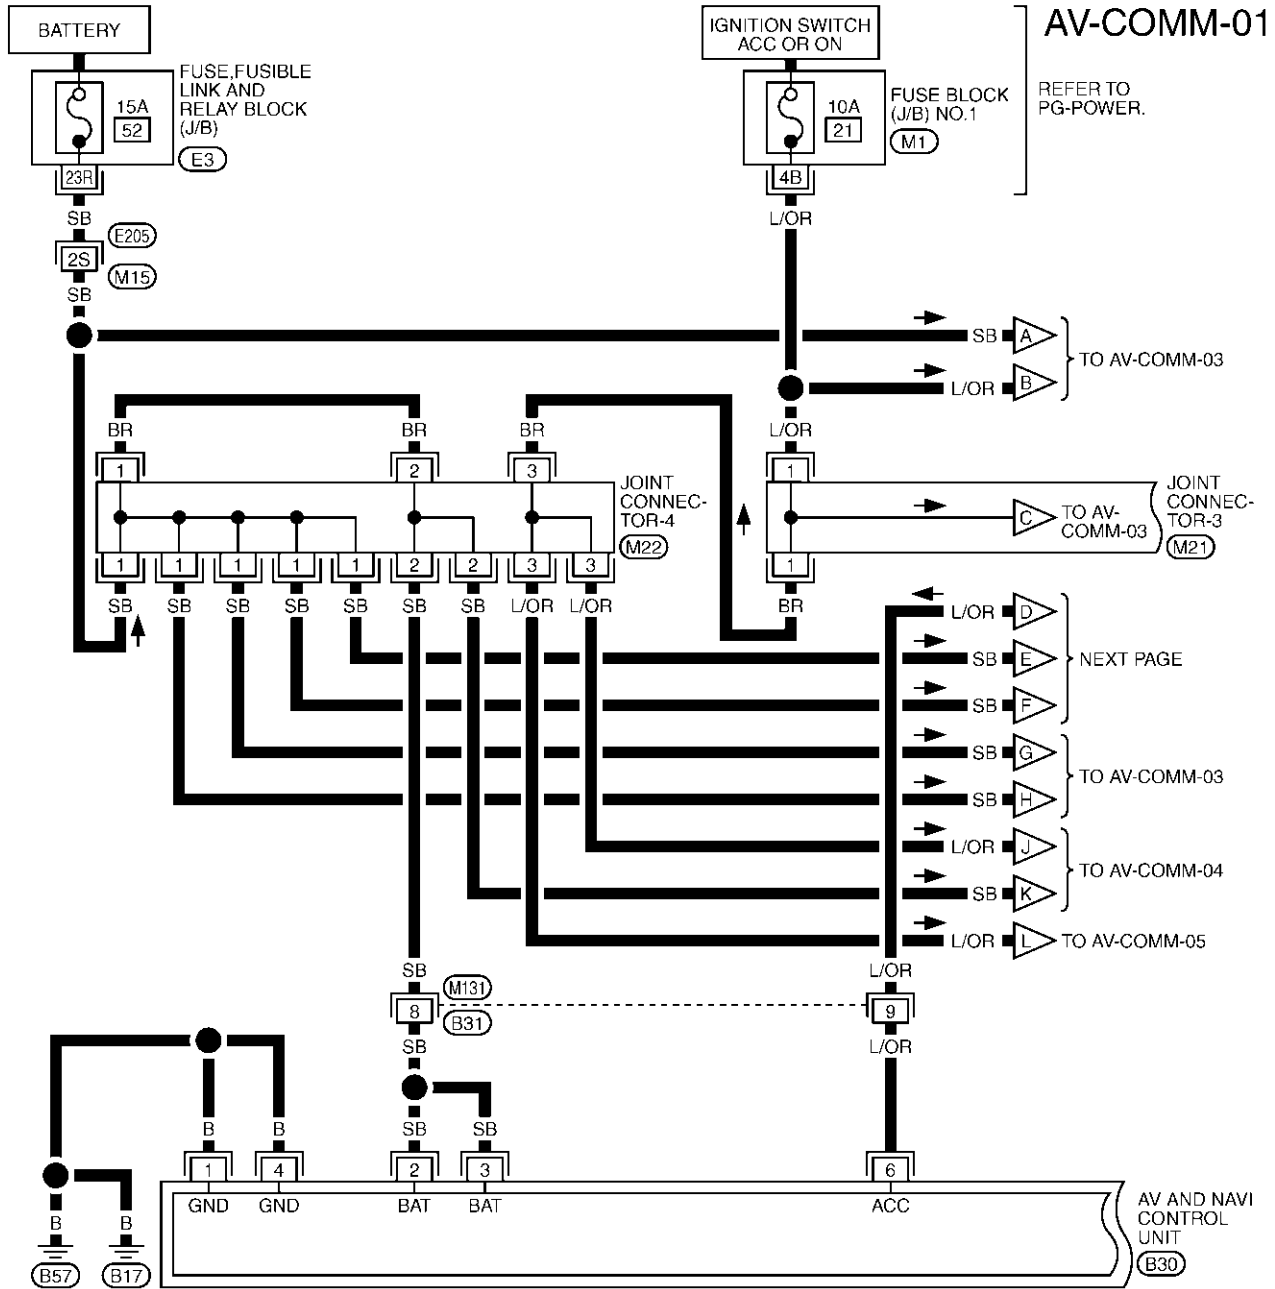 AV-COMM-01
BATTERY
IGNITION SWITCH
ACC OR ON
FUSE,FUSIBLE
LINK AND
RELAY BLOCK
(J/B)
E3
15A
52
10A
21
FUSE BLOCK
(J/B) NO.1
M1
REFER TO
PG-POWER.
23R
4B
SB
L/OR
E205
2S
M15
SB
SB
A
TO AV-COMM-03
L/OR
B
BR
BR
BR
L/OR
1
2
3
1
JOINT
CONNEC-
TOR-4
M22
C
TO AV-
COMM-03
JOINT
CONNEC-
TOR-3
M21
1
1
1
1
1
2
2
3
3
1
SB
SB
SB
SB
SB
SB
SB
L/OR
L/OR
BR
L/OR
D
SB
E
NEXT PAGE
SB
F
SB
G
TO AV-COMM-03
SB
H
L/OR
J
TO AV-COMM-04
SB
K
L/OR
L
TO AV-COMM-05
SB
M131
L/OR
8
9
B31
SB
L/OR
B
B
SB
SB
1
4
2
3
6
GND
GND
BAT
BAT
ACC
AV AND NAVI
CONTROL
UNIT
B30
B
B
B57
B17